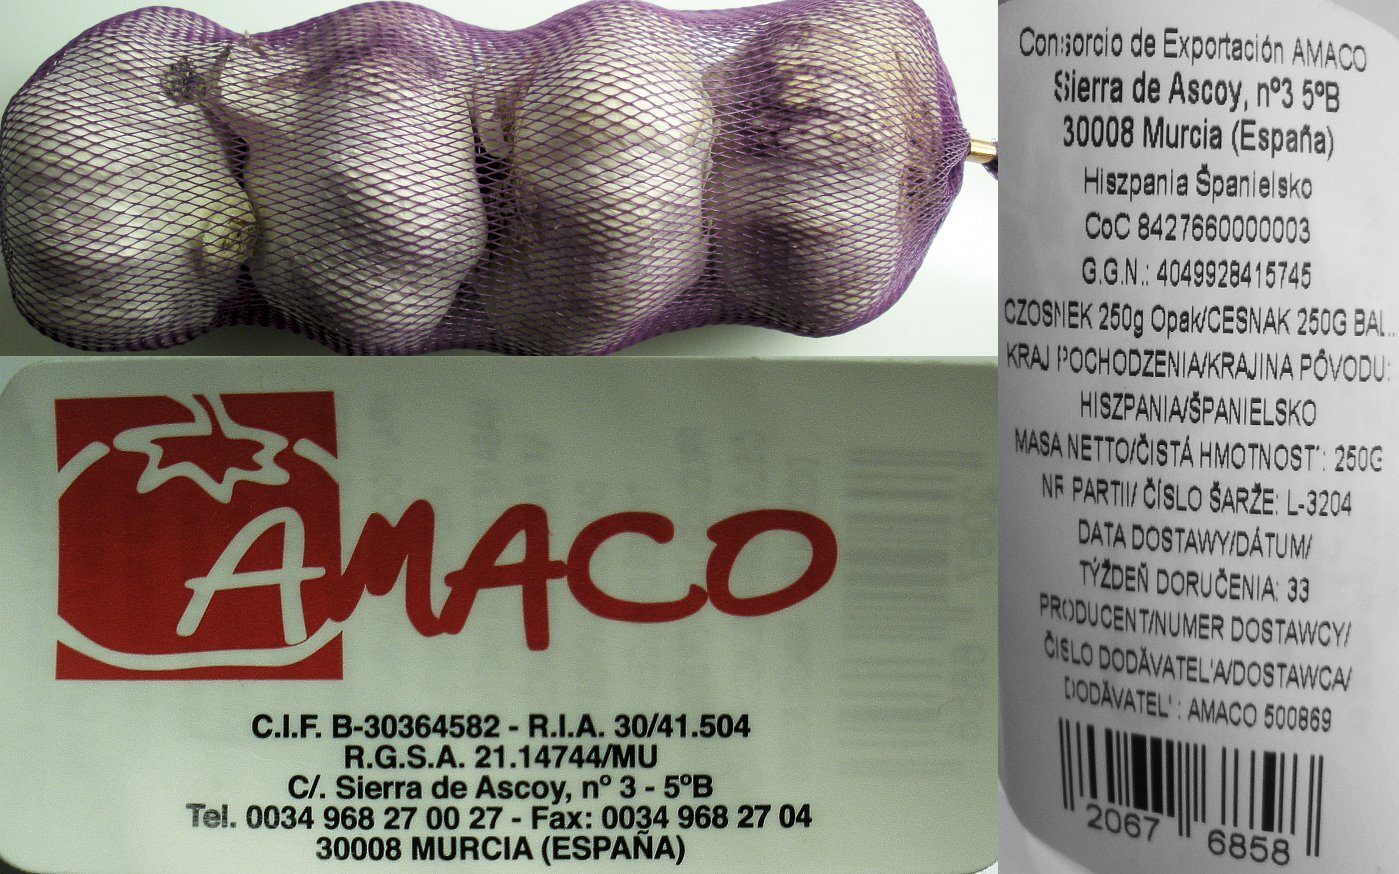 AMACO
C.I.F. B-30364582 - R.I.A. 30/41.504
R.G.S.A. 21.14744/MU
C/. Sierra de Ascoy, nº 3 - 5ºB
Tel. 0034 968 27 00 27 - Fax: 0034 968 27 04
30008 MURCIA (ESPAÑA)
Consorcio de Exportación AMACO
Sierra de Ascoy, nº3 5ºB
30008 Murcia (España)
Hiszpania Španielsko
CoC 8427660000003
G.G.N.: 4049928415745
CZOSNEK 250g Opak/CESNAK 250G BAL..
KRAJ POCHODZENIA/KRAJINA PÔVODU:
HISZPANIA/ŠPANIELSKO
MASA NETTO/ČISTÁ HMOTNOST': 250G
NR PARTII/ ČÍSLO ŠARŽE: L-3204
DATA DOSTAWY/DÁTUM/
TÝŽDEŇ DORUČENIA: 33
PRODUCENT/NUMER DOSTAWCY/
ČISLO DODĂVATEL'A/DOSTAWCA/
DODĂVATEL' : AMACO 500869
2067 6858